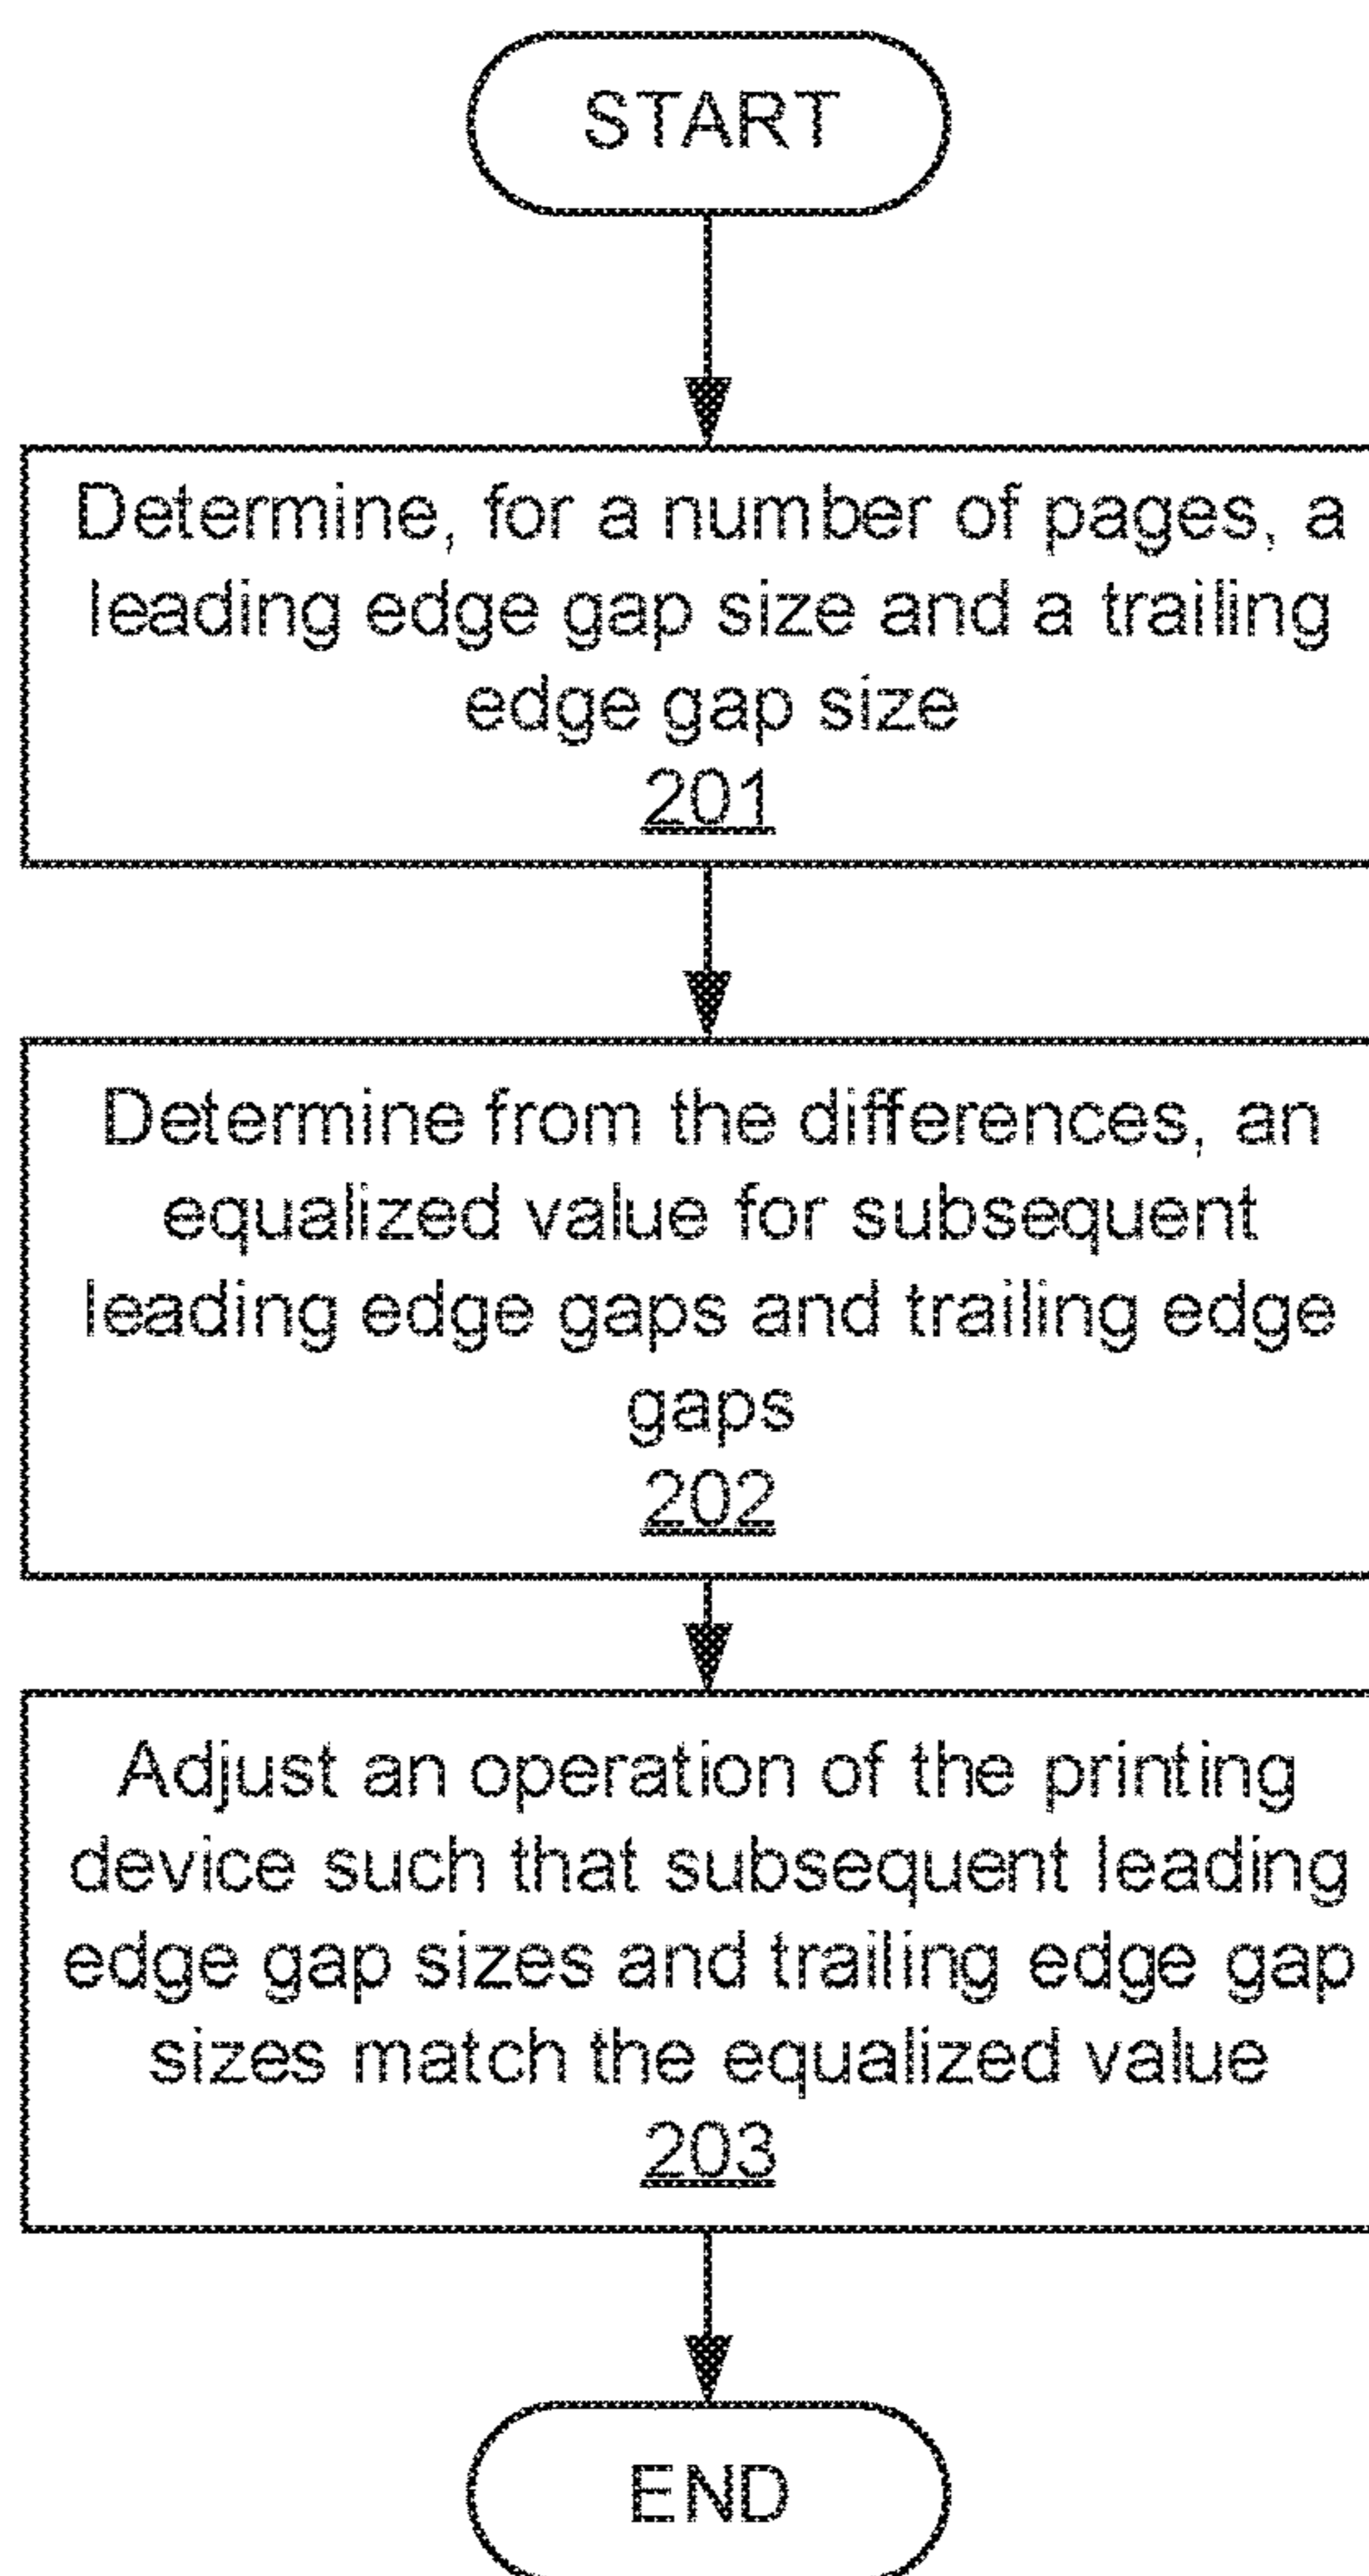 START
Determine, for a number of pages, a
leading edge gap size and a trailing
edge gap size
201
Determine from the differences, an
equalized value for subsequent
leading edge gaps and trailing edge
gaps
202
Adjust an operation of the printing
device such that subsequent leading
edge gap sizes and trailing edge gap
sizes match the equalized value
203
END